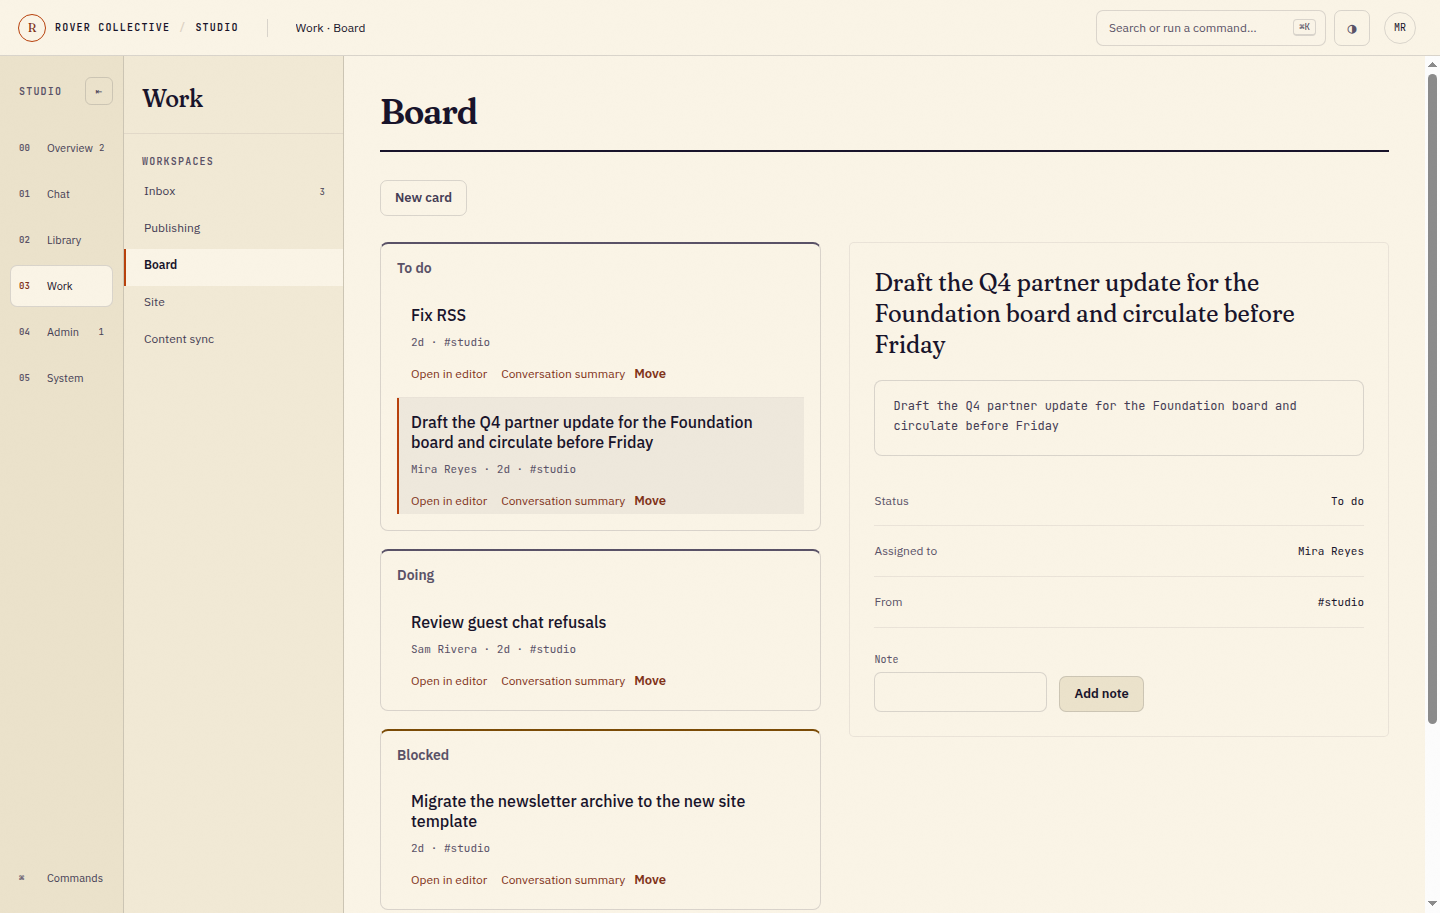 R ROVER COLLECTIVE / STUDIO
Work · Board
Search or run a command... ⌘K
MR
STUDIO
00 Overview 2
01 Chat
02 Library
03 Work
04 Admin 1
05 System
⌘ Commands
Work
WORKSPACES
Inbox 3
Publishing
Board
Site
Content sync
Board
New card
To do
Fix RSS
2d · #studio
Open in editor Conversation summary Move
Draft the Q4 partner update for the Foundation
board and circulate before Friday
Mira Reyes · 2d · #studio
Open in editor Conversation summary Move
Doing
Review guest chat refusals
Sam Rivera · 2d · #studio
Open in editor Conversation summary Move
Blocked
Migrate the newsletter archive to the new site
template
2d · #studio
Open in editor Conversation summary Move
Draft the Q4 partner update for the
Foundation board and circulate before
Friday
Draft the Q4 partner update for the Foundation board and
circulate before Friday
Status To do
Assigned to Mira Reyes
From #studio
Note
Add note